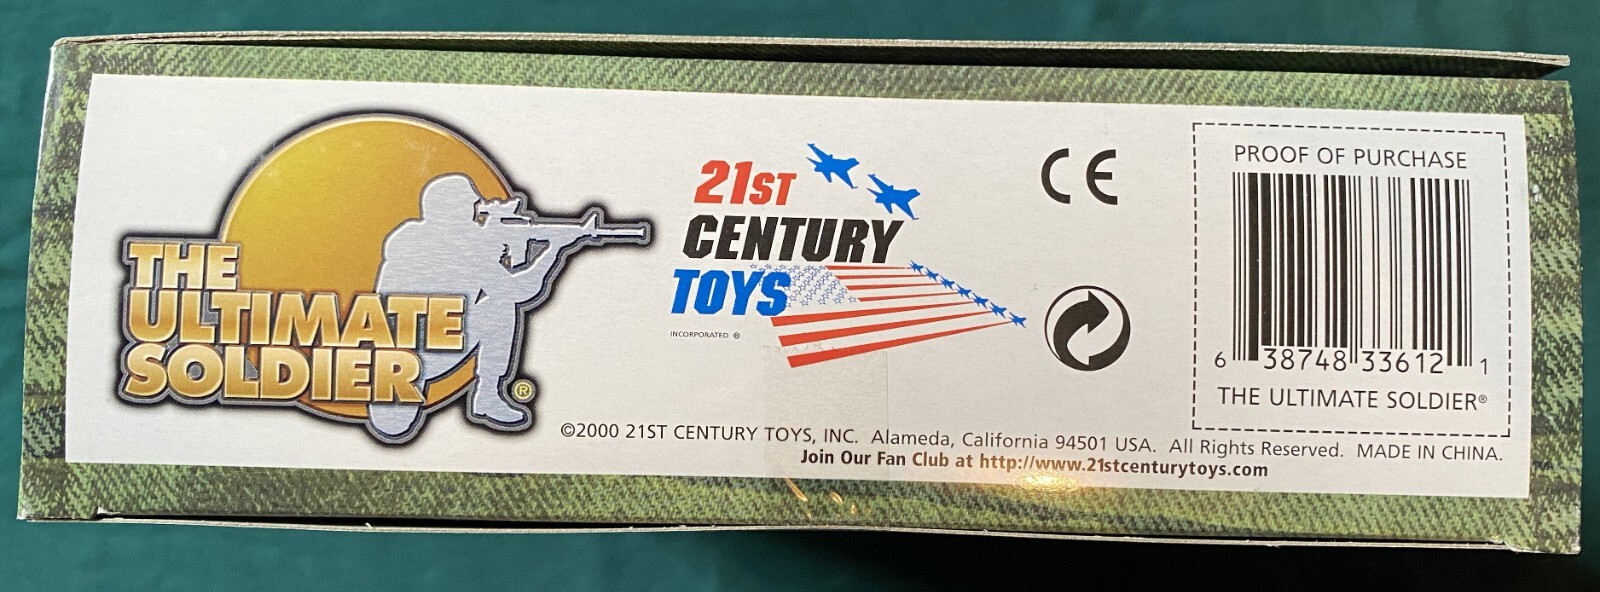 THE
ULTIMATE
SOLDIER®
21ST
CENTURY
TOYS
INCORPORATED ®
CE
PROOF OF PURCHASE
6 38748 33612 1
THE ULTIMATE SOLDIER®
©2000 21ST CENTURY TOYS, INC. Alameda, California 94501 USA. All Rights Reserved. MADE IN CHINA.
Join Our Fan Club at http://www.21stcenturytoys.com